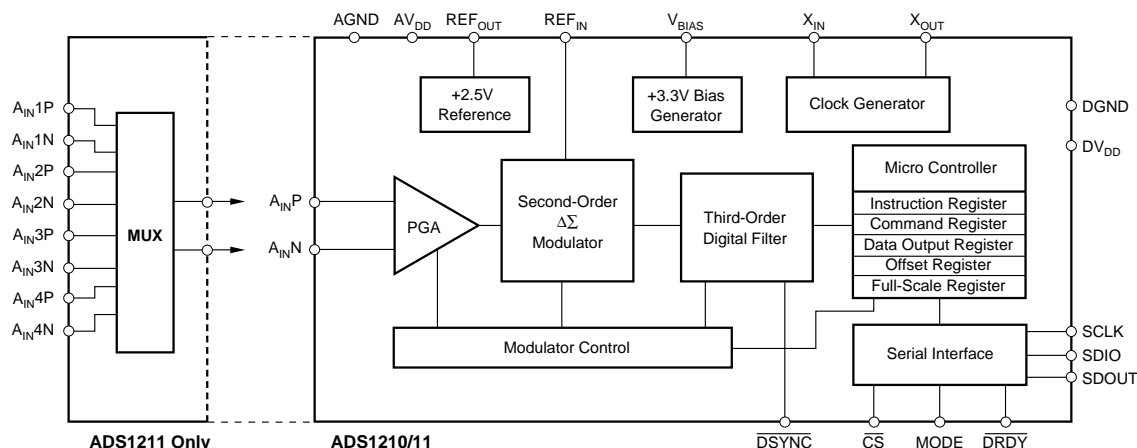 AGND AVDD REFOUT REFIN VBIAS XIN XOUT
AIN1P
AIN1N
AIN2P
AIN2N
AIN3P
AIN3N
AIN4P
AIN4N
MUX
ADS1211 Only
AINP
AINN
PGA
+2.5V
Reference
+3.3V Bias
Generator
Clock Generator
Second-Order
ΔΣ
Modulator
Third-Order
Digital Filter
Micro Controller
Instruction Register
Command Register
Data Output Register
Offset Register
Full-Scale Register
Modulator Control
Serial Interface
DGND
DVDD
SCLK
SDIO
SDOUT
ADS1210/11
DSYNC CS MODE DRDY